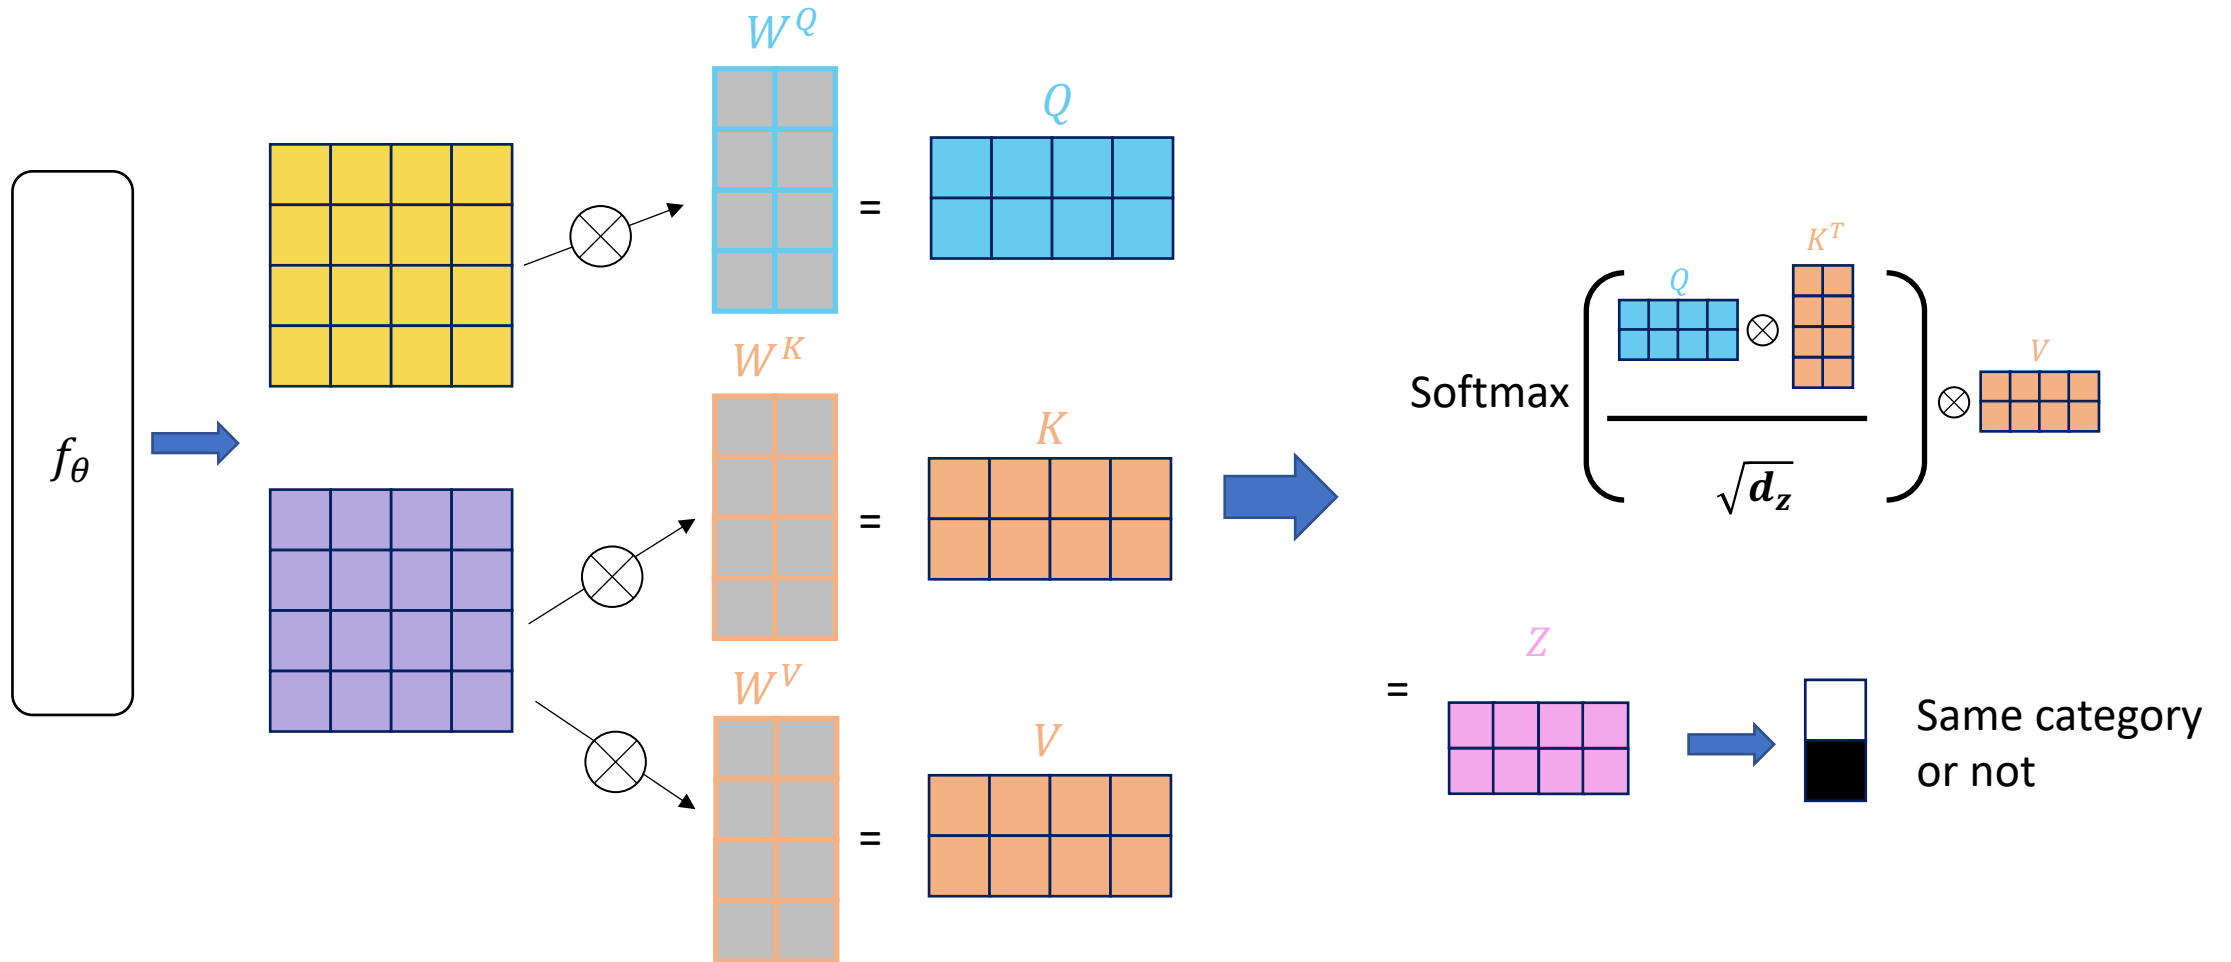 f_θ
W^Q
=
Q
W^K
=
K
W^V
=
V
Softmax
Q
K^T
√d_z
V
=
Z
Same category
or not